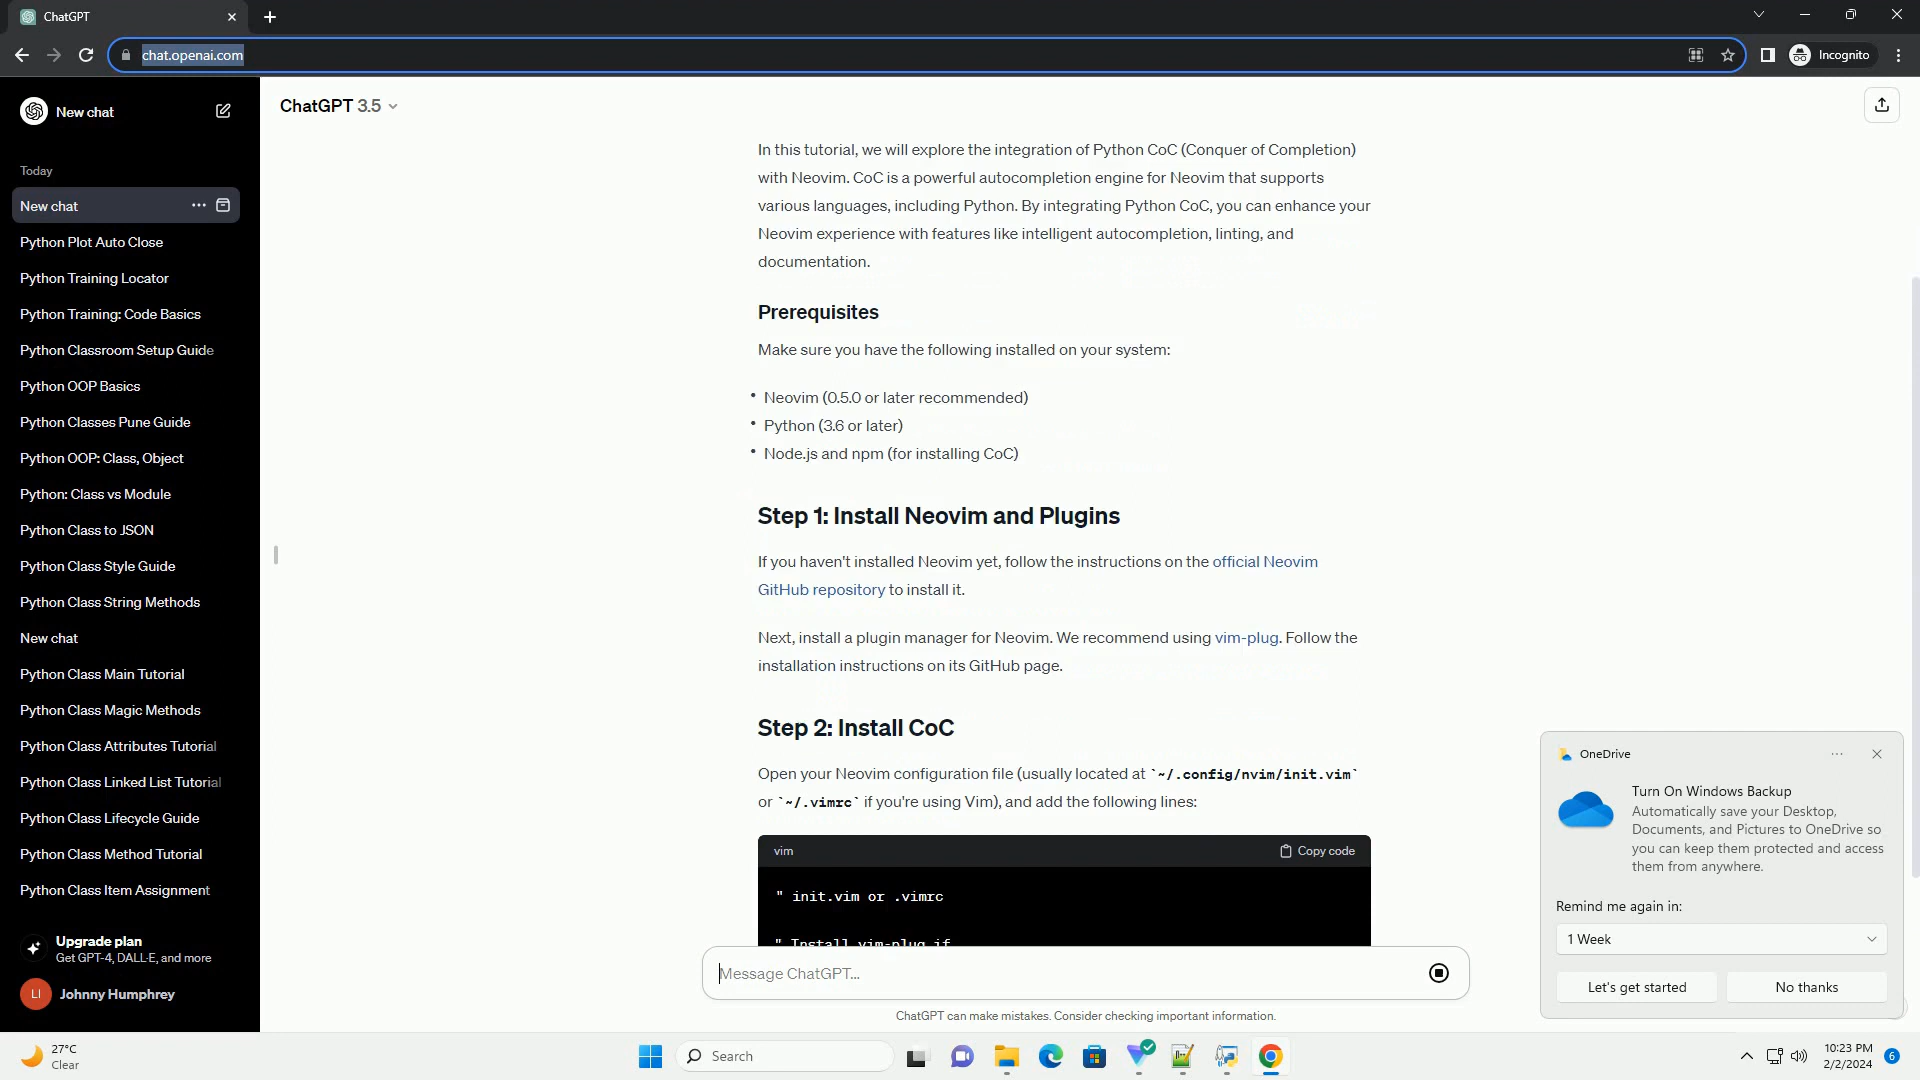 ChatGPT
chat.openai.com
Incognito
New chat
Today
New chat
Python Plot Auto Close
Python Training Locator
Python Training: Code Basics
Python Classroom Setup Guide
Python OOP Basics
Python Classes Pune Guide
Python OOP: Class, Object
Python: Class vs Module
Python Class to JSON
Python Class Style Guide
Python Class String Methods
New chat
Python Class Main Tutorial
Python Class Magic Methods
Python Class Attributes Tutorial
Python Class Linked List Tutorial
Python Class Lifecycle Guide
Python Class Method Tutorial
Python Class Item Assignment
Upgrade plan
Get GPT-4, DALL·E, and more
LI
Johnny Humphrey
ChatGPT 3.5
In this tutorial, we will explore the integration of Python CoC (Conquer of Completion)
with Neovim. CoC is a powerful autocompletion engine for Neovim that supports
various languages, including Python. By integrating Python CoC, you can enhance your
Neovim experience with features like intelligent autocompletion, linting, and
documentation.
Prerequisites
Make sure you have the following installed on your system:
• Neovim (0.5.0 or later recommended)
• Python (3.6 or later)
• Node.js and npm (for installing CoC)
Step 1: Install Neovim and Plugins
If you haven't installed Neovim yet, follow the instructions on the official Neovim
GitHub repository to install it.
Next, install a plugin manager for Neovim. We recommend using vim-plug. Follow the
installation instructions on its GitHub page.
Step 2: Install CoC
Open your Neovim configuration file (usually located at `~/.config/nvim/init.vim`
or `~/.vimrc` if you're using Vim), and add the following lines:
vim
Copy code
" init.vim or .vimrc
" Install vim-plug if
Message ChatGPT...
ChatGPT can make mistakes. Consider checking important information.
OneDrive
Turn On Windows Backup
Automatically save your Desktop,
Documents, and Pictures to OneDrive so
you can keep them protected and access
them from anywhere.
Remind me again in:
1 Week
Let's get started
No thanks
27°C
Clear
Search
10:23 PM
2/2/2024
6